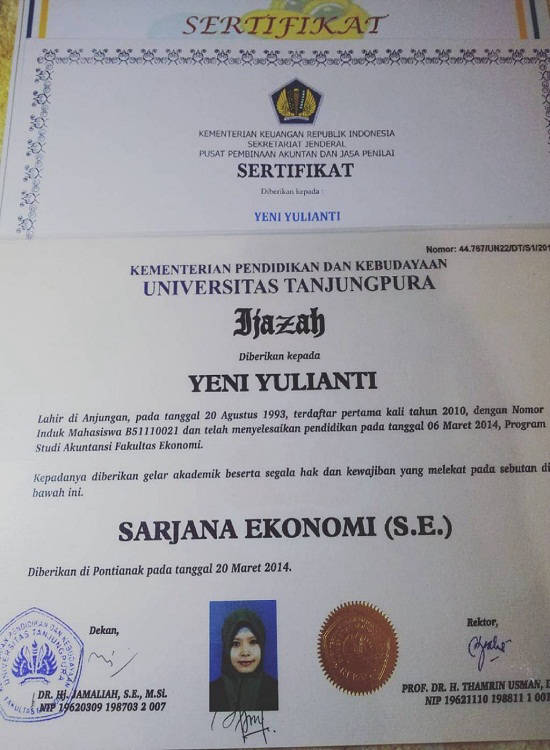 SERTIFIKAT
KEMENTERIAN KEUANGAN REPUBLIK INDONESIA
SEKRETARIAT JENDERAL
PUSAT PEMBINAAN AKUNTAN DAN JASA PENILAI
SERTIFIKAT
Diberikan kepada :
YENI YULIANTI
Nomor: 44.767/UN22/DT/S1/201
KEMENTERIAN PENDIDIKAN DAN KEBUDAYAAN
UNIVERSITAS TANJUNGPURA
Ijazah
Diberikan kepada
YENI YULIANTI
Lahir di Anjungan, pada tanggal 20 Agustus 1993, terdaftar pertama kali tahun 2010, dengan Nomor
Induk Mahasiswa B51110021 dan telah menyelesaikan pendidikan pada tanggal 06 Maret 2014, Program
Studi Akuntansi Fakultas Ekonomi.
Kepadanya diberikan gelar akademik beserta segala hak dan kewajiban yang melekat pada sebutan di
bawah ini.
SARJANA EKONOMI (S.E.)
Diberikan di Pontianak pada tanggal 20 Maret 2014.
Dekan,
DR. Hj. JAMALIAH, S.E., M.Si.
NIP 19620309 198703 2 007
Rektor,
PROF. DR. H. THAMRIN USMAN,
NIP 19621110 198811 1 001
UNIVERSITAS TANJUNGPURA